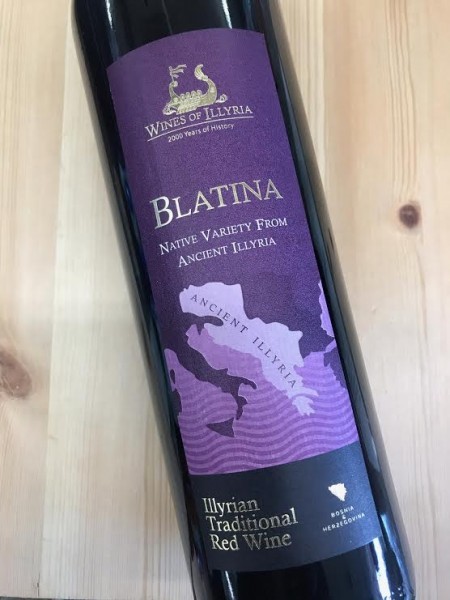 WINES OF ILLYRIA
2000 Years of History
BLATINA
NATIVE VARIETY FROM
ANCIENT ILLYRIA
ANCIENT ILLYRIA
Illyrian
Traditional
Red Wine
BOSNIA
&
HERZEGOVINA